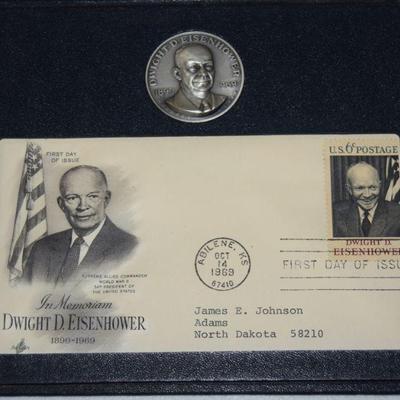 DWIGHT D. EISENHOWER
1890 1969
FIRST DAY
OF ISSUE
SUPREME ALLIED COMMANDER
WORLD WAR II
34TH PRESIDENT OF
THE UNITED STATES
In Memoriam
DWIGHT D. EISENHOWER
1890-1969
ABILENE, KS
OCT
14
1969
67410
U.S. 6¢ POSTAGE
DWIGHT D.
EISENHOWER
FIRST DAY OF ISSUE
James E. Johnson
Adams
North Dakota 58210